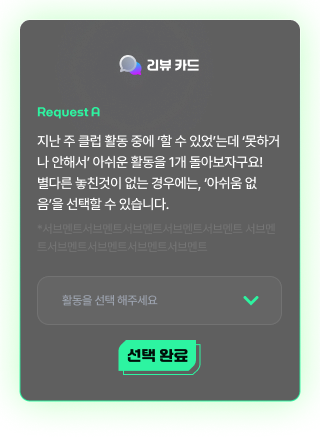 리뷰 카드
Request A
지난 주 클럽 활동 중에 ‘할 수 있었’는데 ‘못하거
나 안해서’ 아쉬운 활동을 1개 돌아보자구요!
별다른 놓친것이 없는 경우에는, ‘아쉬움 없
음’을 선택할 수 있습니다.
*서브멘트서브멘트서브멘트서브멘트서브멘트 서브멘
트서브멘트서브멘트서브멘트서브멘트
활동을 선택 해주세요
선택 완료